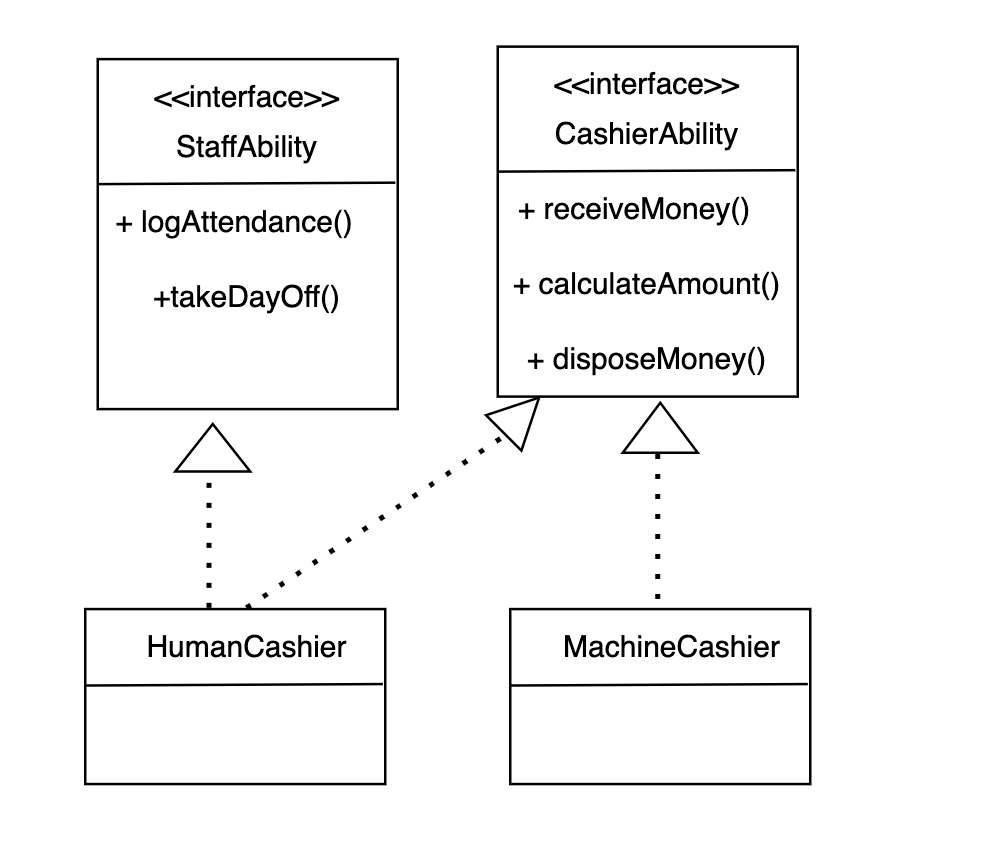 <<interface>>
StaffAbility
+ logAttendance()
+takeDayOff()
<<interface>>
CashierAbility
+ receiveMoney()
+ calculateAmount()
+ disposeMoney()
HumanCashier
MachineCashier